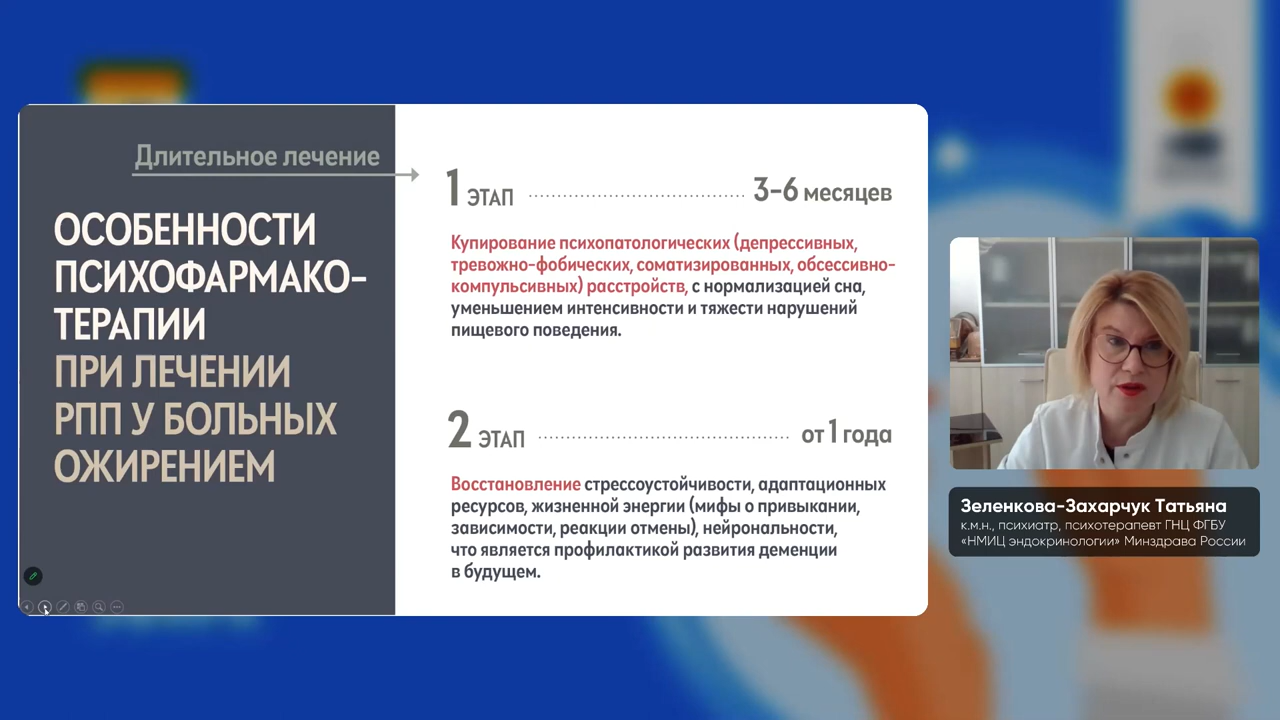 Длительное лечение
ОСОБЕННОСТИ
ПСИХОФАРМАКО-
ТЕРАПИИ
ПРИ ЛЕЧЕНИИ
РПП У БОЛЬНЫХ
ОЖИРЕНИЕМ
1 ЭТАП 3-6 месяцев
Купирование психопатологических (депрессивных,
тревожно-фобических, соматизированных, обсессивно-
компульсивных) расстройств, с нормализацией сна,
уменьшением интенсивности и тяжести нарушений
пищевого поведения.
2 ЭТАП от 1 года
Восстановление стрессоустойчивости, адаптационных
ресурсов, жизненной энергии (мифы о привыкании,
зависимости, реакции отмены), нейрональности,
что является профилактикой развития деменции
в будущем.
Зеленкова-Захарчук Татьяна
к.м.н., психиатр, психотерапевт ГНЦ ФГБУ
«НМИЦ эндокринологии» Минздрава России